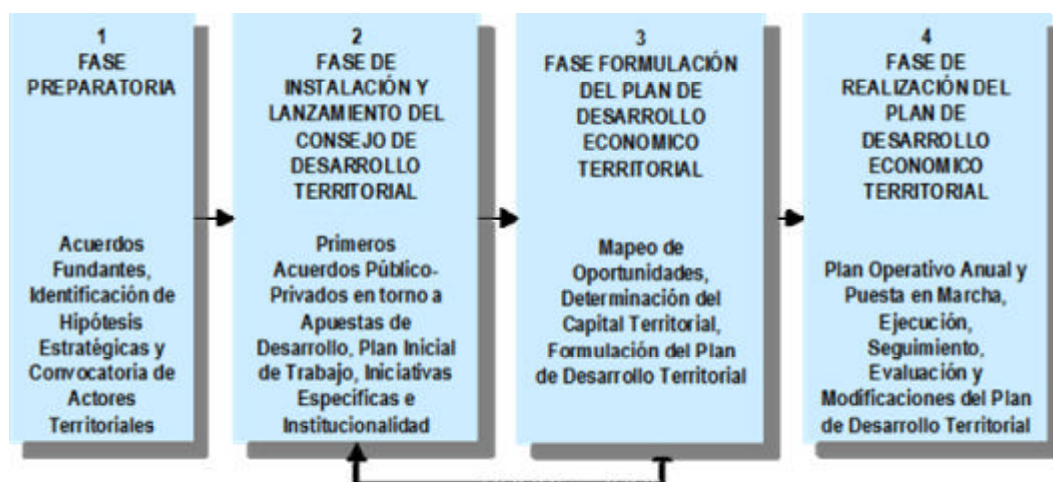 1
FASE
PREPARATORIA
Acuerdos
Fundantes,
Identificación de
Hipótesis
Estratégicas y
Convocatoria de
Actores
Territoriales
2
FASE DE
INSTALACIÓN Y
LANZAMIENTO DEL
CONSEJO DE
DESARROLLO
TERRITORIAL
Primeros
Acuerdos Público-
Privados en torno a
Apuestas de
Desarrollo, Plan Inicial
de Trabajo, Iniciativas
Especificas e
Institucionalidad
3
FASE FORMULACIÓN
DEL PLAN DE
DESARROLLO
ECONOMICO
TERRITORIAL
Mapeo de
Oportunidades,
Determinación del
Capital Territorial,
Formulación del Plan
de Desarrollo Territorial
4
FASE DE
REALIZACIÓN DEL
PLAN DE
DESARROLLO
ECONOMICO
TERRITORIAL
Plan Operativo Anual y
Puesta en Marcha,
Ejecución,
Seguimiento,
Evaluación y
Modificaciones del Plan
de Desarrollo Territorial